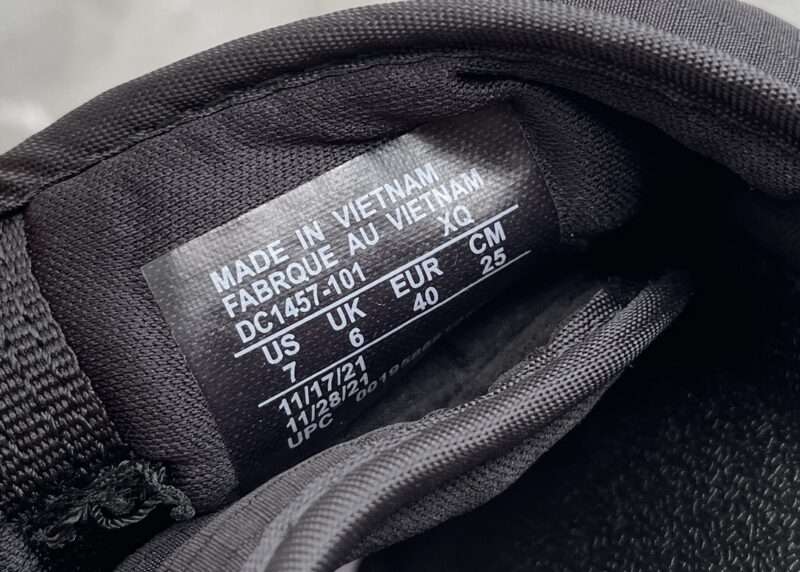 MADE IN VIETNAM
FABRQUE AU VIETNAM
DC1457-101 XQ
US UK EUR CM
7 6 40 25
11/17/21
11/28/21
UPC